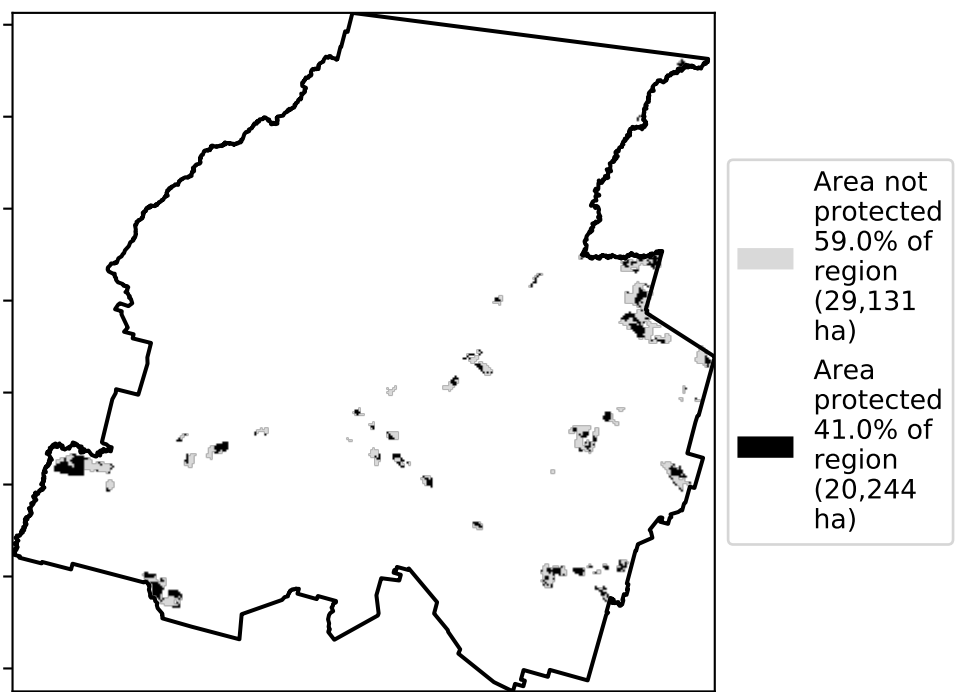 Area not
protected
59.0% of
region
(29,131
ha)
Area
protected
41.0% of
region
(20,244
ha)